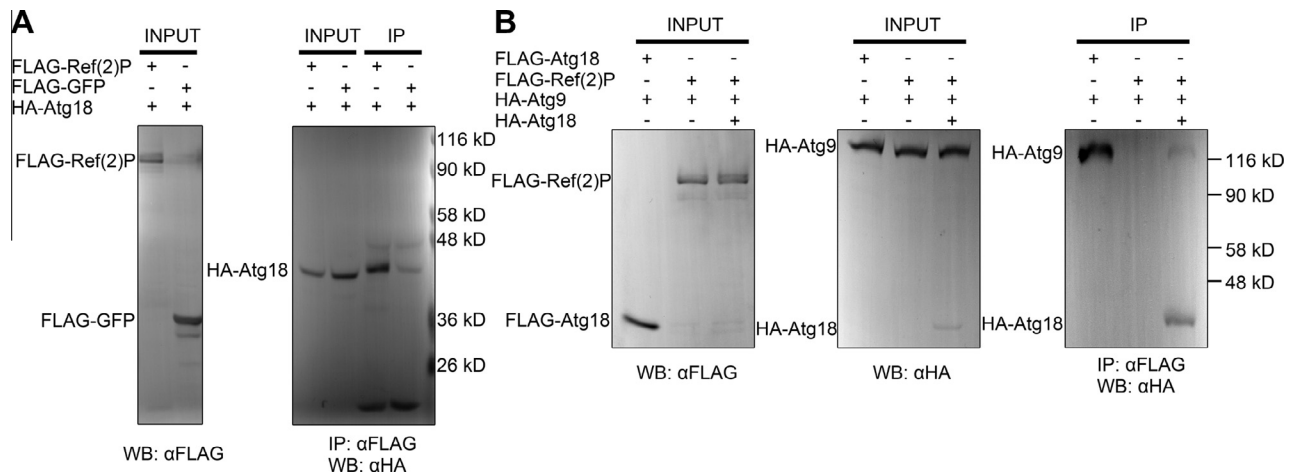 A
INPUT
FLAG-Ref(2)P + -
FLAG-GFP - +
HA-Atg18 + +
FLAG-Ref(2)P
FLAG-GFP
WB: αFLAG
INPUT IP
+ - + -
- + - +
+ + + +
HA-Atg18
116 kD
90 kD
58 kD
48 kD
36 kD
26 kD
IP: αFLAG
WB: αHA
B
INPUT
FLAG-Atg18 + - -
FLAG-Ref(2)P - + +
HA-Atg9 + + +
HA-Atg18 - - +
FLAG-Ref(2)P
FLAG-Atg18
WB: αFLAG
INPUT
+ - -
- + +
+ + +
- - +
HA-Atg9
HA-Atg18
WB: αHA
IP
+ - -
- + +
+ + +
- - +
HA-Atg9
HA-Atg18
116 kD
90 kD
58 kD
48 kD
IP: αFLAG
WB: αHA